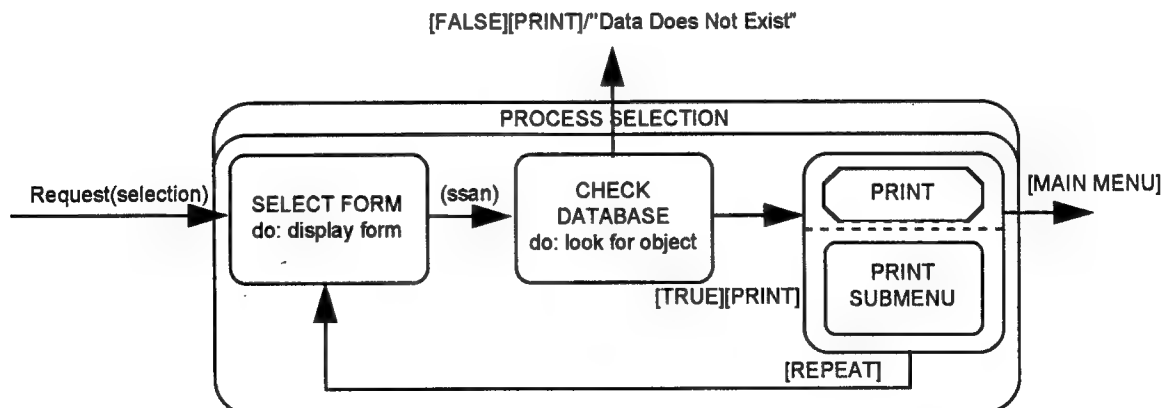 [FALSE][PRINT]/"Data Does Not Exist"
PROCESS SELECTION
Request(selection)
SELECT FORM
do: display form
(ssan)
CHECK
DATABASE
do: look for object
[TRUE][PRINT]
PRINT
PRINT
SUBMENU
[MAIN MENU]
[REPEAT]